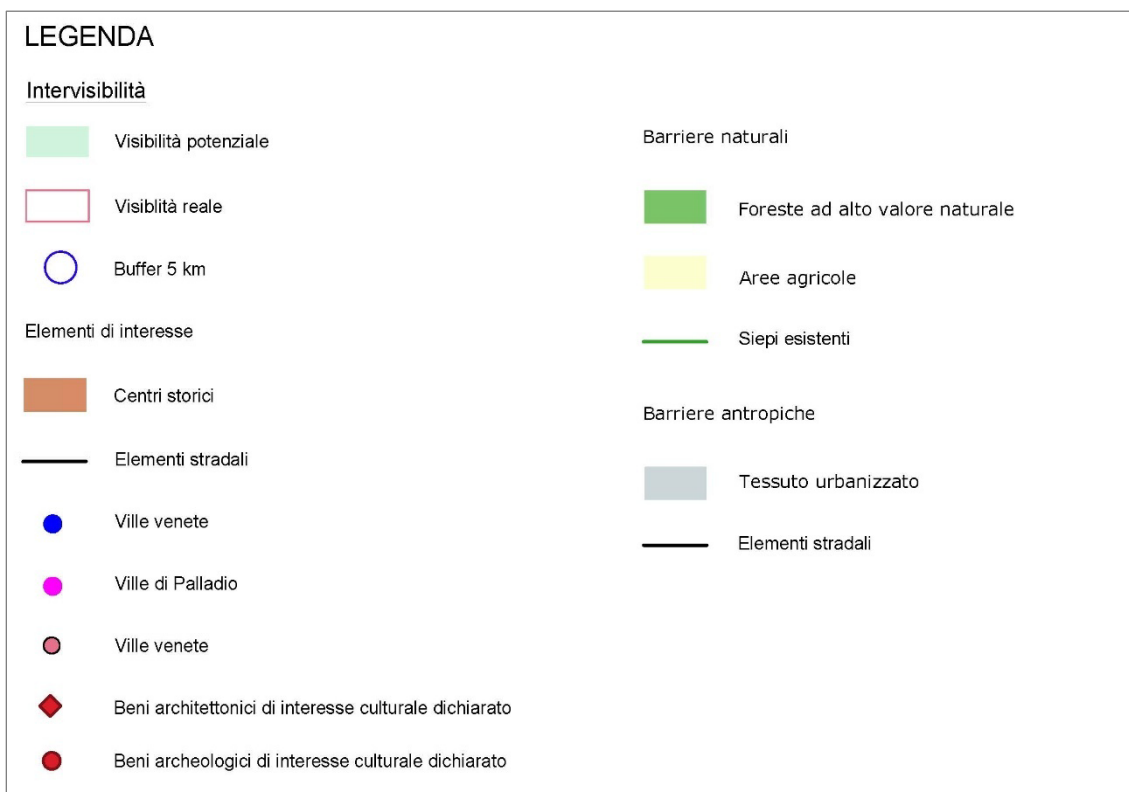 LEGENDA
Intervisibilità
Visibilità potenziale
Visiblità reale
Buffer 5 km
Elementi di interesse
Centri storici
Elementi stradali
Ville venete
Ville di Palladio
Ville venete
Beni architettonici di interesse culturale dichiarato
Beni archeologici di interesse culturale dichiarato
Barriere naturali
Foreste ad alto valore naturale
Aree agricole
Siepi esistenti
Barriere antropiche
Tessuto urbanizzato
Elementi stradali